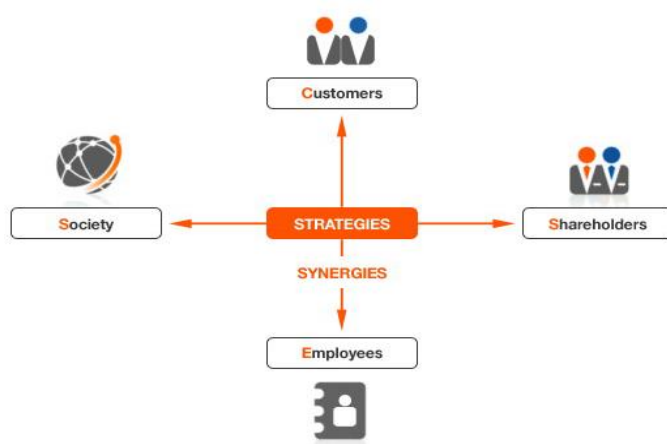 Customers
Society
STRATEGIES
Shareholders
SYNERGIES
Employees